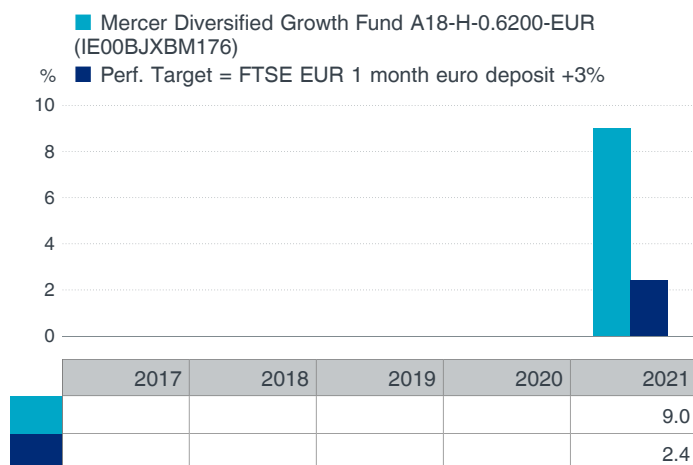 Mercer Diversified Growth Fund A18-H-0.6200-EUR
(IE00BJXBM176)
% Perf. Target = FTSE EUR 1 month euro deposit +3%
10
8
6
4
2
0
2017 2018 2019 2020 2021
9.0
2.4